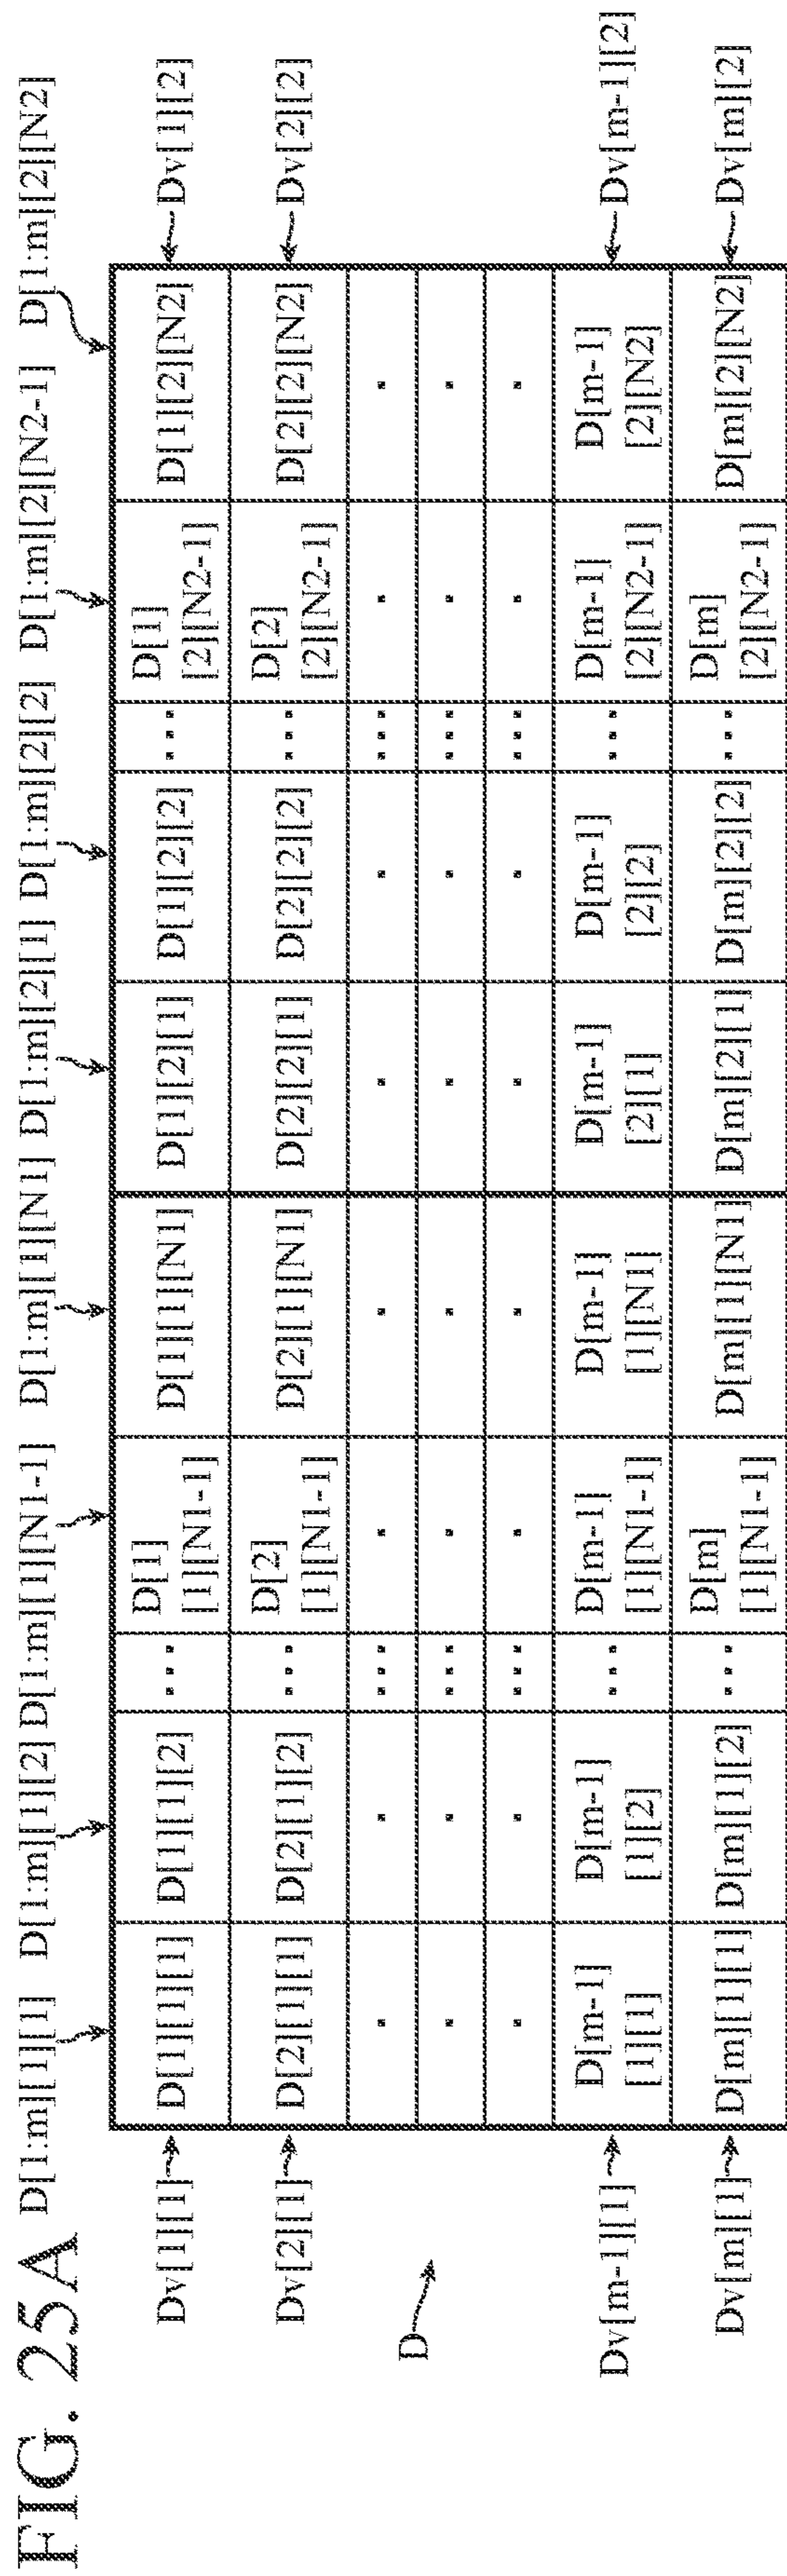 FIG. 25A
D[1:m][1][1] D[1:m][1][2] D[1:m][1][N1-1] D[1:m][1][N1] D[1:m][2][1] D[1:m][2][2] D[1:m][2][N2-1] D[1:m][2][N2]
Dv[1][1] D[1][1][1] D[1][1][2] ... D[1] [1][N1-1] D[1][1][N1] D[1][2][1] D[1][2][2] ... D[1] [2][N2-1] D[1][2][N2] Dv[1][2]
Dv[2][1] D[2][1][1] D[2][1][2] ... D[2] [1][N1-1] D[2][1][N1] D[2][2][1] D[2][2][2] ... D[2] [2][N2-1] D[2][2][N2] Dv[2][2]
. . ... . . . . ... . .
D . . ... . . . . ... . .
. . ... . . . . ... . .
Dv[m-1][1] D[m-1] [1][1] D[m-1] [1][2] ... D[m-1] [1][N1-1] D[m-1] [1][N1] D[m-1] [2][1] D[m-1] [2][2] ... D[m-1] [2][N2-1] D[m-1] [2][N2] Dv[m-1][2]
Dv[m][1] D[m][1][1] D[m][1][2] ... D[m] [1][N1-1] D[m][1][N1] D[m][2][1] D[m][2][2] ... D[m] [2][N2-1] D[m][2][N2] Dv[m][2]